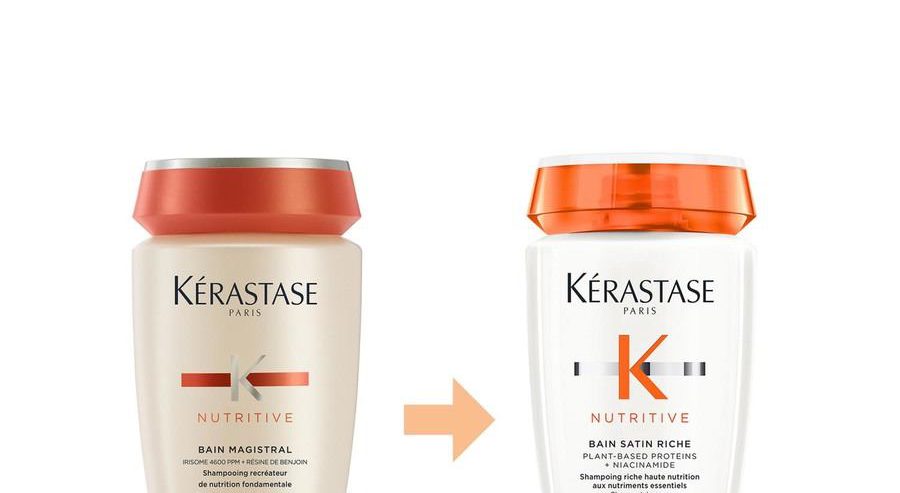 KÉRASTASE
PARIS
K
NUTRITIVE
BAIN MAGISTRAL
IRISOME 4600 PPM + RÉSINE DE BENJOIN
Shampooing recréateur
de nutrition fondamentale
KÉRASTASE
PARIS
K
NUTRITIVE
BAIN SATIN RICHE
PLANT-BASED PROTEINS
+ NIACINAMIDE
Shampooing riche haute nutrition
aux nutriments essentiels